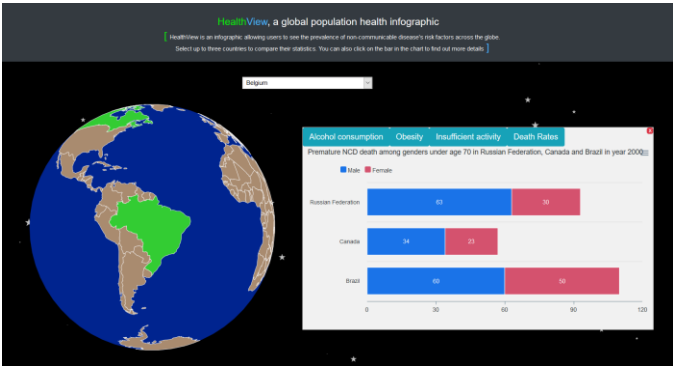 HealthView, a global population health infographic
[ HealthView is an infographic allowing users to see the prevalence of non-communicable disease's risk factors across the globe.
Select up to three countries to compare their statistics. You can also click on the bar in the chart to find out more details ]
Belgium
Alcohol consumption Obesity Insufficient activity Death Rates
Premature NCD death among genders under age 70 in Russian Federation, Canada and Brazil in year 2000
Male Female
Russian Federation 63 30
Canada 34 23
Brazil 60 50
0 30 60 90 120